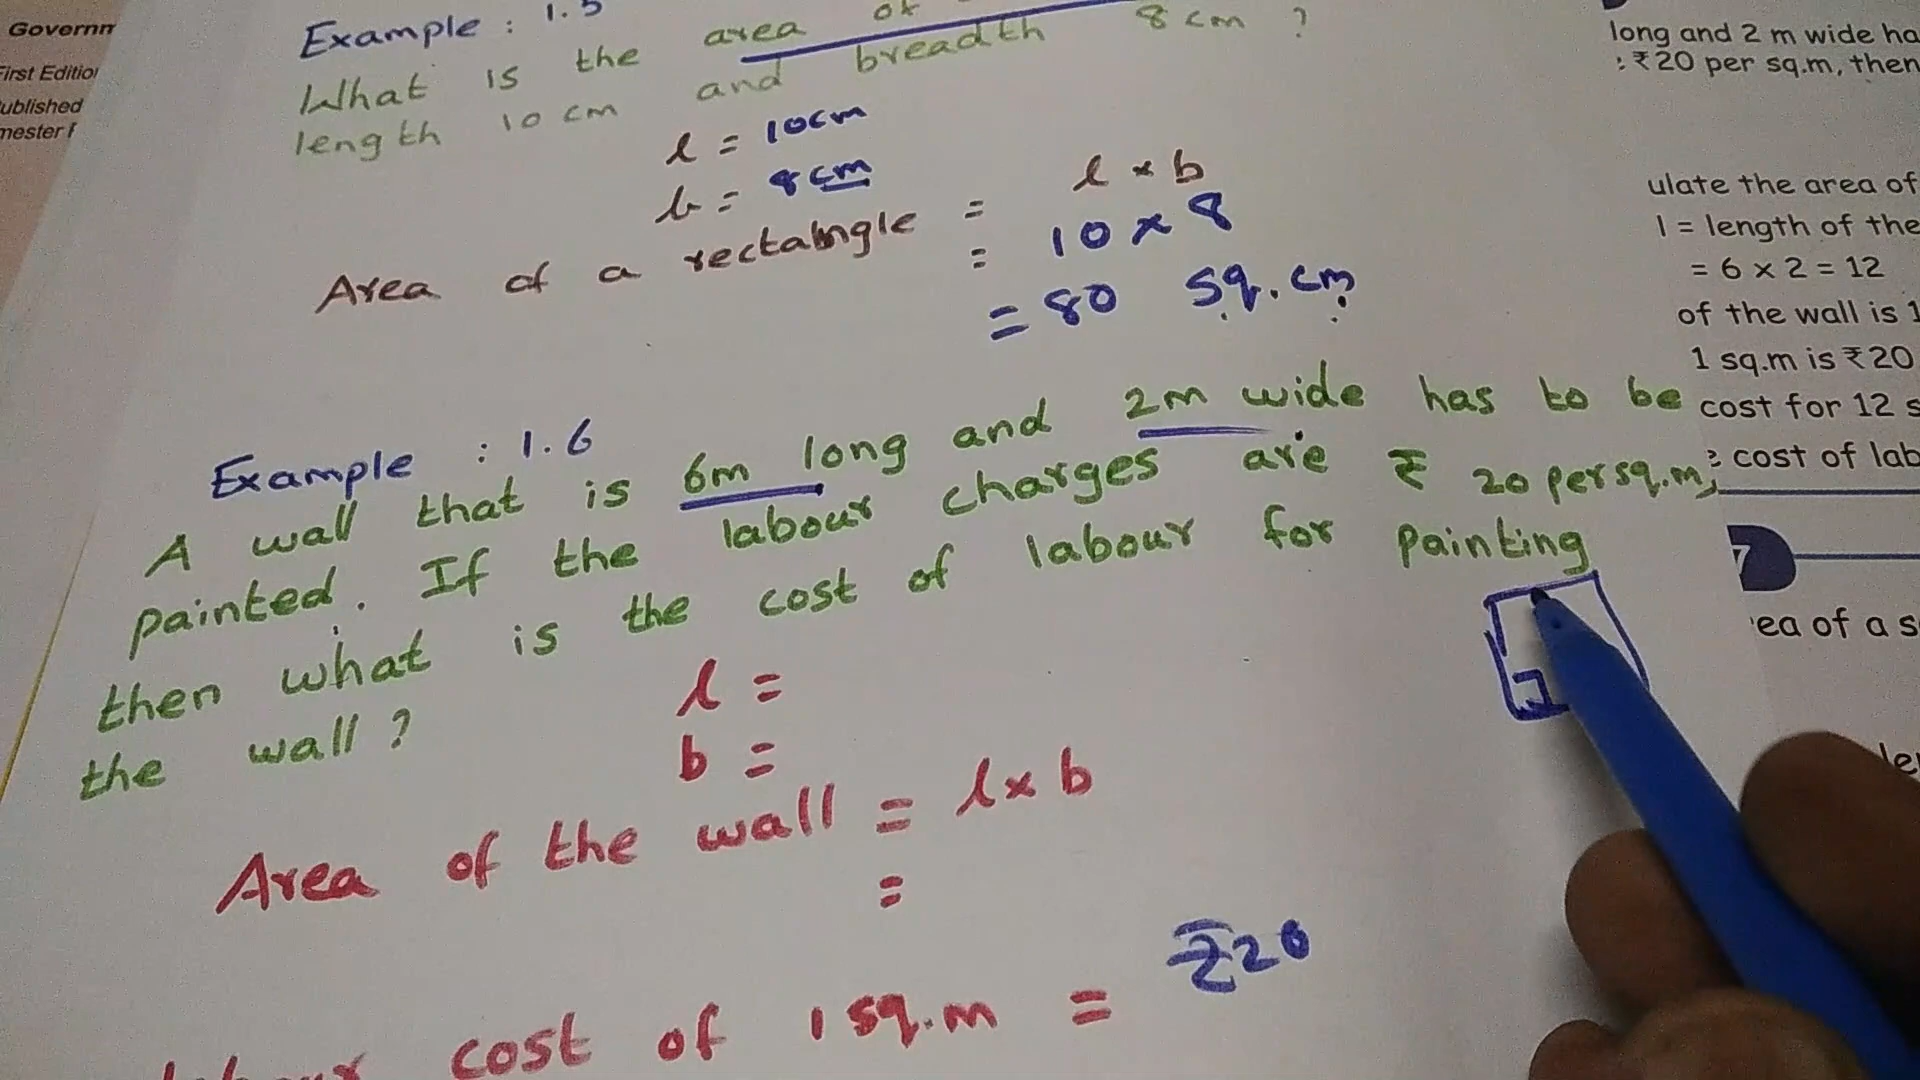 Governm
First Edition
Published
mester I
Example : 1.5
What is the area of
length 10 cm and breadth 8 cm ?
l = 10cm
b = 8cm
Area of a rectangle = l × b
= 10 × 8
= 80 sq. cm
Example : 1.6
A wall that is 6m long and 2m wide has to be
painted. If the labour charges are ₹ 20 per sq.m,
then what is the cost of labour for painting
the wall ?
l =
b =
Area of the wall = l × b
=
cost of 1 sq.m = ₹20
long and 2 m wide ha
: ₹20 per sq.m, then
ulate the area of
l = length of the
= 6 x 2 = 12
of the wall is 1
1 sq.m is ₹20
cost for 12 s
cost of lab
7
ea of a s